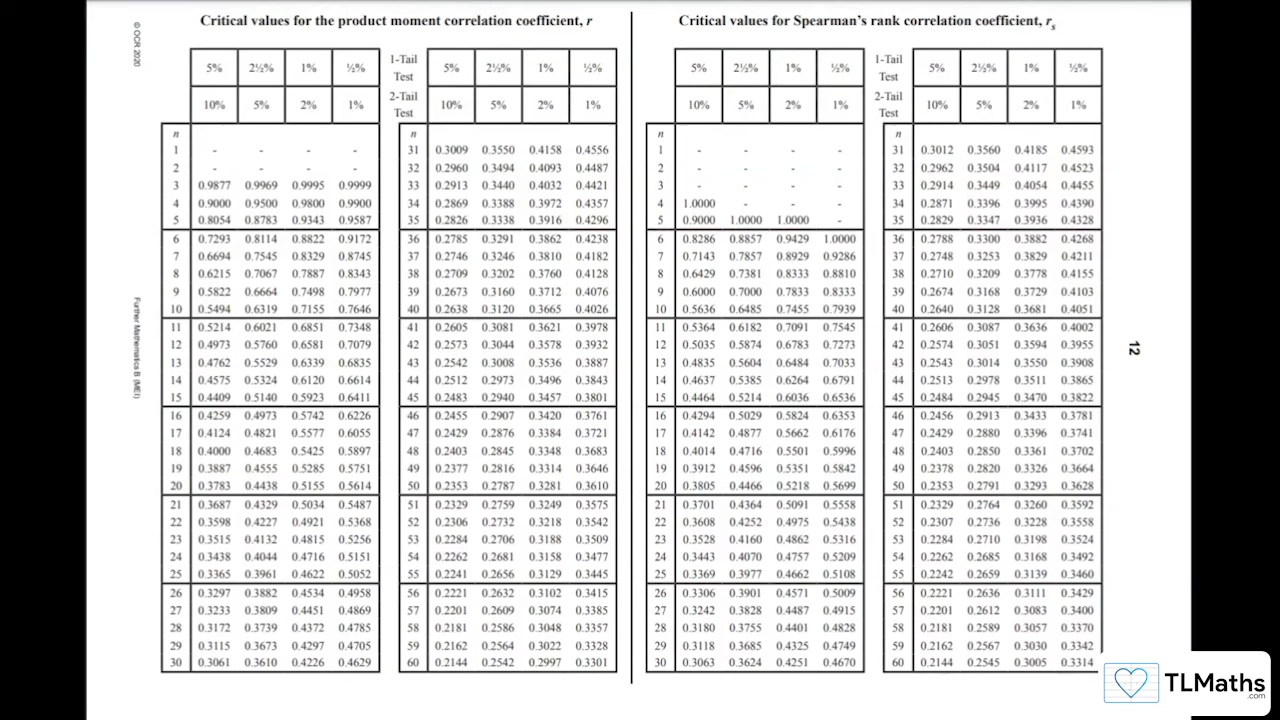 Critical values for the product moment correlation coefficient, r
5% 2½% 1% ½% 1-Tail Test 5% 2½% 1% ½%
10% 5% 2% 1% 2-Tail Test 10% 5% 2% 1%
n n
1 - - - - 31 0.3009 0.3550 0.4158 0.4556
2 - - - - 32 0.2960 0.3494 0.4093 0.4487
3 0.9877 0.9969 0.9995 0.9999 33 0.2913 0.3440 0.4032 0.4421
4 0.9000 0.9500 0.9800 0.9900 34 0.2869 0.3388 0.3972 0.4357
5 0.8054 0.8783 0.9343 0.9587 35 0.2826 0.3338 0.3916 0.4296
6 0.7293 0.8114 0.8822 0.9172 36 0.2785 0.3291 0.3862 0.4238
7 0.6694 0.7545 0.8329 0.8745 37 0.2746 0.3246 0.3810 0.4182
8 0.6215 0.7067 0.7887 0.8343 38 0.2709 0.3202 0.3760 0.4128
9 0.5822 0.6664 0.7498 0.7977 39 0.2673 0.3160 0.3712 0.4076
10 0.5494 0.6319 0.7155 0.7646 40 0.2638 0.3120 0.3665 0.4026
11 0.5214 0.6021 0.6851 0.7348 41 0.2605 0.3081 0.3621 0.3978
12 0.4973 0.5760 0.6581 0.7079 42 0.2573 0.3044 0.3578 0.3932
13 0.4762 0.5529 0.6339 0.6835 43 0.2542 0.3008 0.3536 0.3887
14 0.4575 0.5324 0.6120 0.6614 44 0.2512 0.2973 0.3496 0.3843
15 0.4409 0.5140 0.5923 0.6411 45 0.2483 0.2940 0.3457 0.3801
16 0.4259 0.4973 0.5742 0.6226 46 0.2455 0.2907 0.3420 0.3761
17 0.4124 0.4821 0.5577 0.6055 47 0.2429 0.2876 0.3384 0.3721
18 0.4000 0.4683 0.5425 0.5897 48 0.2403 0.2845 0.3348 0.3683
19 0.3887 0.4555 0.5285 0.5751 49 0.2377 0.2816 0.3314 0.3646
20 0.3783 0.4438 0.5155 0.5614 50 0.2353 0.2787 0.3281 0.3610
21 0.3687 0.4329 0.5034 0.5487 51 0.2329 0.2759 0.3249 0.3575
22 0.3598 0.4227 0.4921 0.5368 52 0.2306 0.2732 0.3218 0.3542
23 0.3515 0.4132 0.4815 0.5256 53 0.2284 0.2706 0.3188 0.3509
24 0.3438 0.4044 0.4716 0.5151 54 0.2262 0.2681 0.3158 0.3477
25 0.3365 0.3961 0.4622 0.5052 55 0.2241 0.2656 0.3129 0.3445
26 0.3297 0.3882 0.4534 0.4958 56 0.2221 0.2632 0.3102 0.3415
27 0.3233 0.3809 0.4451 0.4869 57 0.2201 0.2609 0.3074 0.3385
28 0.3172 0.3739 0.4372 0.4785 58 0.2181 0.2586 0.3048 0.3357
29 0.3115 0.3673 0.4297 0.4705 59 0.2162 0.2564 0.3022 0.3328
30 0.3061 0.3610 0.4226 0.4629 60 0.2144 0.2542 0.2997 0.3301
Critical values for Spearman's rank correlation coefficient, rs
5% 2½% 1% ½% 1-Tail Test 5% 2½% 1% ½%
10% 5% 2% 1% 2-Tail Test 10% 5% 2% 1%
n n
1 - - - - 31 0.3012 0.3560 0.4185 0.4593
2 - - - - 32 0.2962 0.3504 0.4117 0.4523
3 - - - - 33 0.2914 0.3449 0.4054 0.4455
4 1.0000 - - - 34 0.2871 0.3396 0.3995 0.4390
5 0.9000 1.0000 1.0000 - 35 0.2829 0.3347 0.3936 0.4328
6 0.8286 0.8857 0.9429 1.0000 36 0.2788 0.3300 0.3882 0.4268
7 0.7143 0.7857 0.8929 0.9286 37 0.2748 0.3253 0.3829 0.4211
8 0.6429 0.7381 0.8333 0.8810 38 0.2710 0.3209 0.3778 0.4155
9 0.6000 0.7000 0.7833 0.8333 39 0.2674 0.3168 0.3729 0.4103
10 0.5636 0.6485 0.7455 0.7939 40 0.2640 0.3128 0.3681 0.4051
11 0.5364 0.6182 0.7091 0.7545 41 0.2606 0.3087 0.3636 0.4002
12 0.5035 0.5874 0.6783 0.7273 42 0.2574 0.3051 0.3594 0.3955
13 0.4835 0.5604 0.6484 0.7033 43 0.2543 0.3014 0.3550 0.3908
14 0.4637 0.5385 0.6264 0.6791 44 0.2513 0.2978 0.3511 0.3865
15 0.4464 0.5214 0.6036 0.6536 45 0.2484 0.2945 0.3470 0.3822
16 0.4294 0.5029 0.5824 0.6353 46 0.2456 0.2913 0.3433 0.3781
17 0.4142 0.4877 0.5662 0.6176 47 0.2429 0.2880 0.3396 0.3741
18 0.4014 0.4716 0.5501 0.5996 48 0.2403 0.2850 0.3361 0.3702
19 0.3912 0.4596 0.5351 0.5842 49 0.2378 0.2820 0.3326 0.3664
20 0.3805 0.4466 0.5218 0.5699 50 0.2353 0.2791 0.3293 0.3628
21 0.3701 0.4364 0.5091 0.5558 51 0.2329 0.2764 0.3260 0.3592
22 0.3608 0.4252 0.4975 0.5438 52 0.2307 0.2736 0.3228 0.3558
23 0.3528 0.4160 0.4862 0.5316 53 0.2284 0.2710 0.3198 0.3524
24 0.3443 0.4070 0.4757 0.5209 54 0.2262 0.2685 0.3168 0.3492
25 0.3369 0.3977 0.4662 0.5108 55 0.2242 0.2659 0.3139 0.3460
26 0.3306 0.3901 0.4571 0.5009 56 0.2221 0.2636 0.3111 0.3429
27 0.3242 0.3828 0.4487 0.4915 57 0.2201 0.2612 0.3083 0.3400
28 0.3180 0.3755 0.4401 0.4828 58 0.2181 0.2589 0.3057 0.3370
29 0.3118 0.3685 0.4325 0.4749 59 0.2162 0.2567 0.3030 0.3342
30 0.3063 0.3624 0.4251 0.4670 60 0.2144 0.2545 0.3005 0.3314
© OCR 2020
Further Mathematics B (MEI)
12
TLMaths
.com